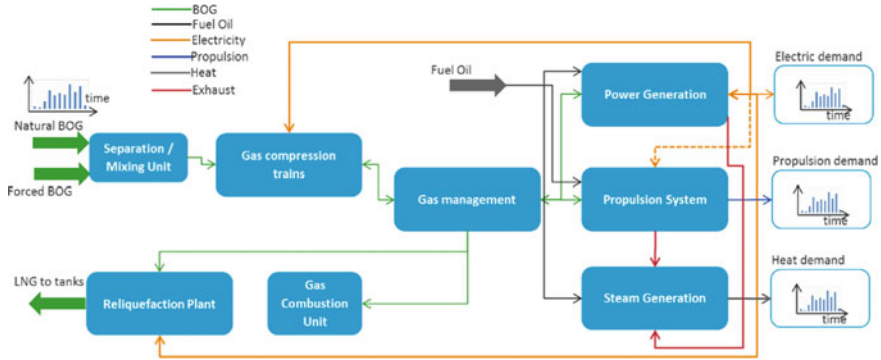 BOG
Fuel Oil
Electricity
Propulsion
Heat
Exhaust
Electric demand
time
Fuel Oil
Power Generation
time
Natural BOG
Separation /
Mixing Unit
Gas compression
trains
Propulsion demand
Forced BOG
Gas management
Propulsion System
time
LNG to tanks
Heat demand
Reliquefaction Plant
Gas
Combustion
Unit
Steam Generation
time